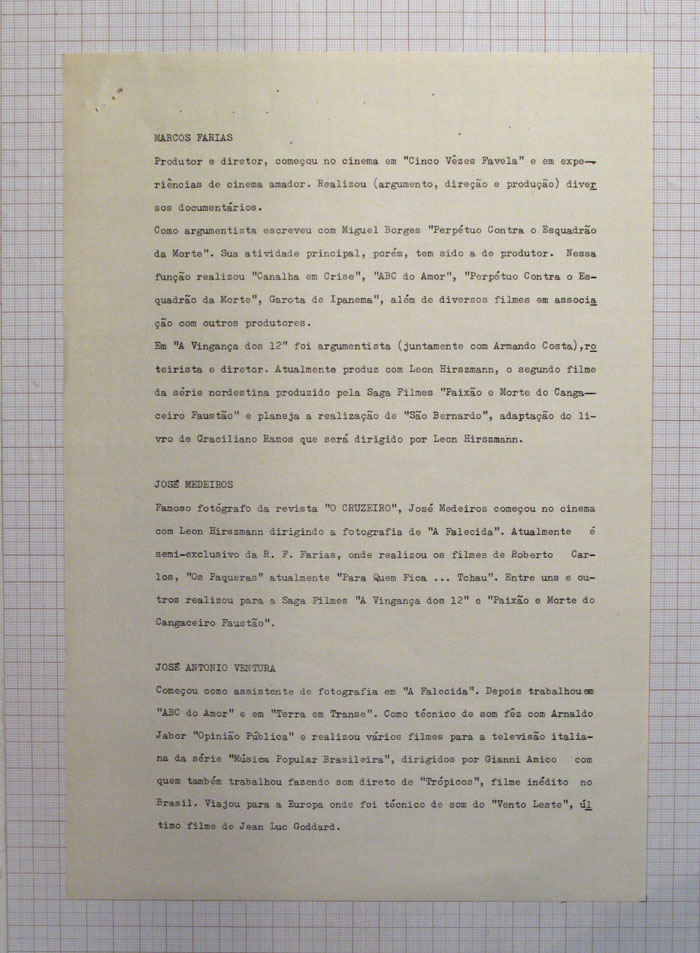 MARCOS FARIAS
Produtor e diretor, começou no cinema em "Cinco Vêzes Favela" e em expe-
riências de cinema amador. Realizou (argumento, direção e produção) diver
sos documentários.
Como argumentista escreveu com Miguel Borges "Perpétuo Contra o Esquadrão
da Morte". Sua atividade principal, porém, tem sido a de produtor. Nessa
função realizou "Canalha em Crise", "ABC do Amor", "Perpétuo Contra o Es-
quadrão da Morte", Garota de Ipanema", além de diversos filmes em associa
ção com outros produtores.
Em "A Vingança dos 12" foi argumentista (juntamente com Armando Costa),ro
teirista e diretor. Atualmente produz com Leon Hirszmann, o segundo filme
da série nordestina produzido pela Saga Filmes "Paixão e Morte do Canga-
ceiro Faustão" e planeja a realização de "São Bernardo", adaptação do li-
vro de Graciliano Ramos que será dirigido por Leon Hirszmann.
JOSÉ MEDEIROS
Famoso fotógrafo da revista "O CRUZEIRO", José Medeiros começou no cinema
com Leon Hirszmann dirigindo a fotografia de "A Falecida". Atualmente é
semi-exclusivo da R. F. Farias, onde realizou os filmes de Roberto Car-
los, "Os Paqueras" atualmente "Para Quem Fica ... Tchau". Entre uns e ou-
tros realizou para a Saga Filmes "A Vingança dos 12" e "Paixão e Morte do
Cangaceiro Faustão".
JOSÉ ANTONIO VENTURA
Começou como assistente de fotografia em "A Falecida". Depois trabalhou em
"ABC do Amor" e em "Terra em Transe". Como técnico de som fêz com Arnaldo
Jabor "Opinião Pública" e realizou vários filmes para a televisão italia-
na da série "Música Popular Brasileira", dirigidos por Gianni Amico com
quem também trabalhou fazendo som direto de "Trópicos", filme inédito no
Brasil. Viajou para a Europa onde foi técnico de som do "Vento Leste", úl
timo filme de Jean Luc Goddard.